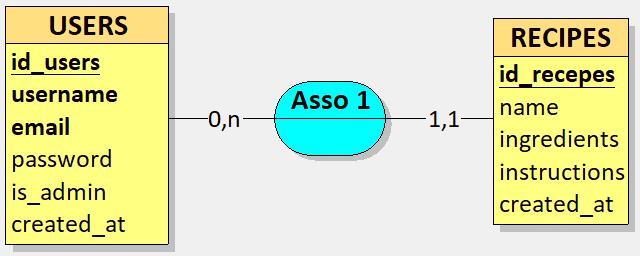 USERS
id_users
username
email
password
is_admin
created_at
0,n
Asso 1
1,1
RECIPES
id_recepes
name
ingredients
instructions
created_at